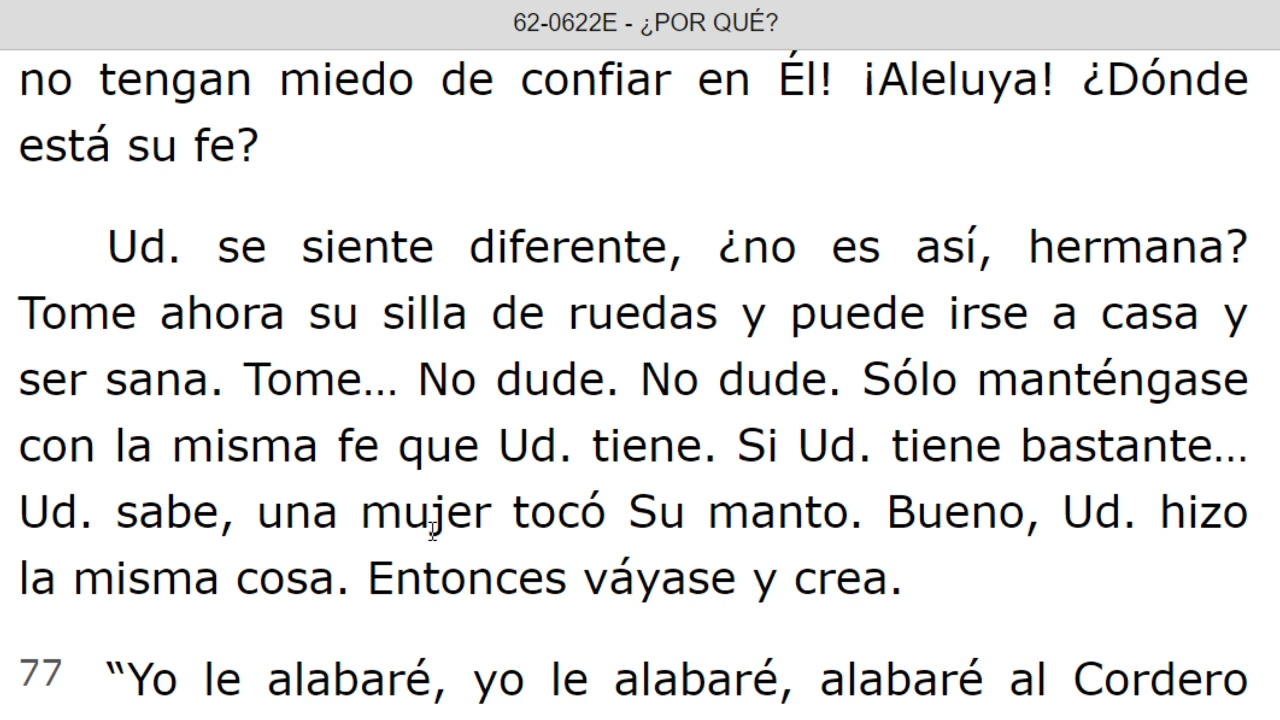 62-0622E - ¿POR QUÉ?
no tengan miedo de confiar en Él! ¡Aleluya! ¿Dónde
está su fe?
Ud. se siente diferente, ¿no es así, hermana?
Tome ahora su silla de ruedas y puede irse a casa y
ser sana. Tome... No dude. No dude. Sólo manténgase
con la misma fe que Ud. tiene. Si Ud. tiene bastante...
Ud. sabe, una mujer tocó Su manto. Bueno, Ud. hizo
la misma cosa. Entonces váyase y crea.
77 “Yo le alabaré, yo le alabaré, alabaré al Cordero